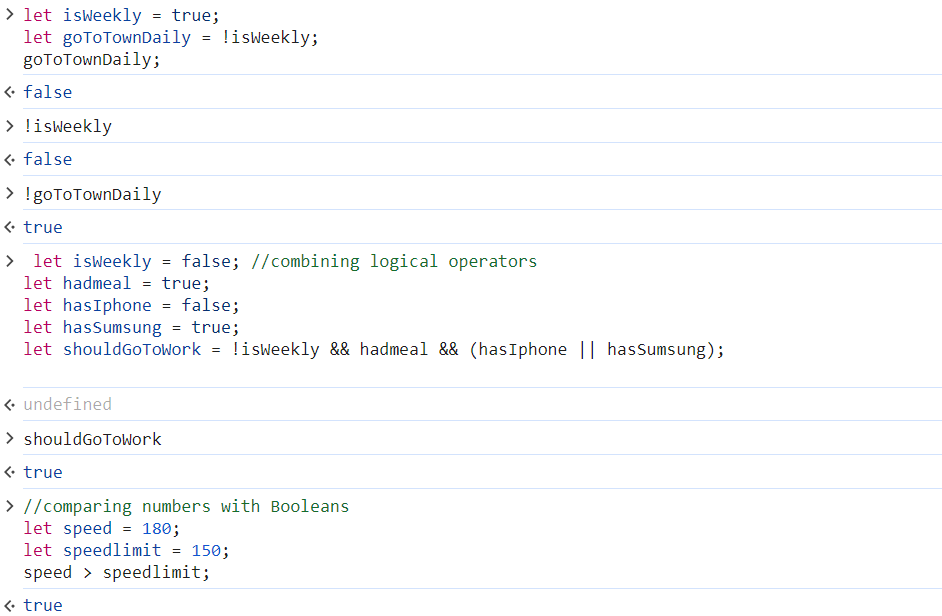 > let isWeekly = true;
let goToTownDaily = !isWeekly;
goToTownDaily;
<· false
> !isWeekly
<· false
> !goToTownDaily
<· true
> let isWeekly = false; //combining logical operators
let hadmeal = true;
let hasIphone = false;
let hasSumsung = true;
let shouldGoToWork = !isWeekly && hadmeal && (hasIphone || hasSumsung);
<· undefined
> shouldGoToWork
<· true
> //comparing numbers with Booleans
let speed = 180;
let speedlimit = 150;
speed > speedlimit;
<· true